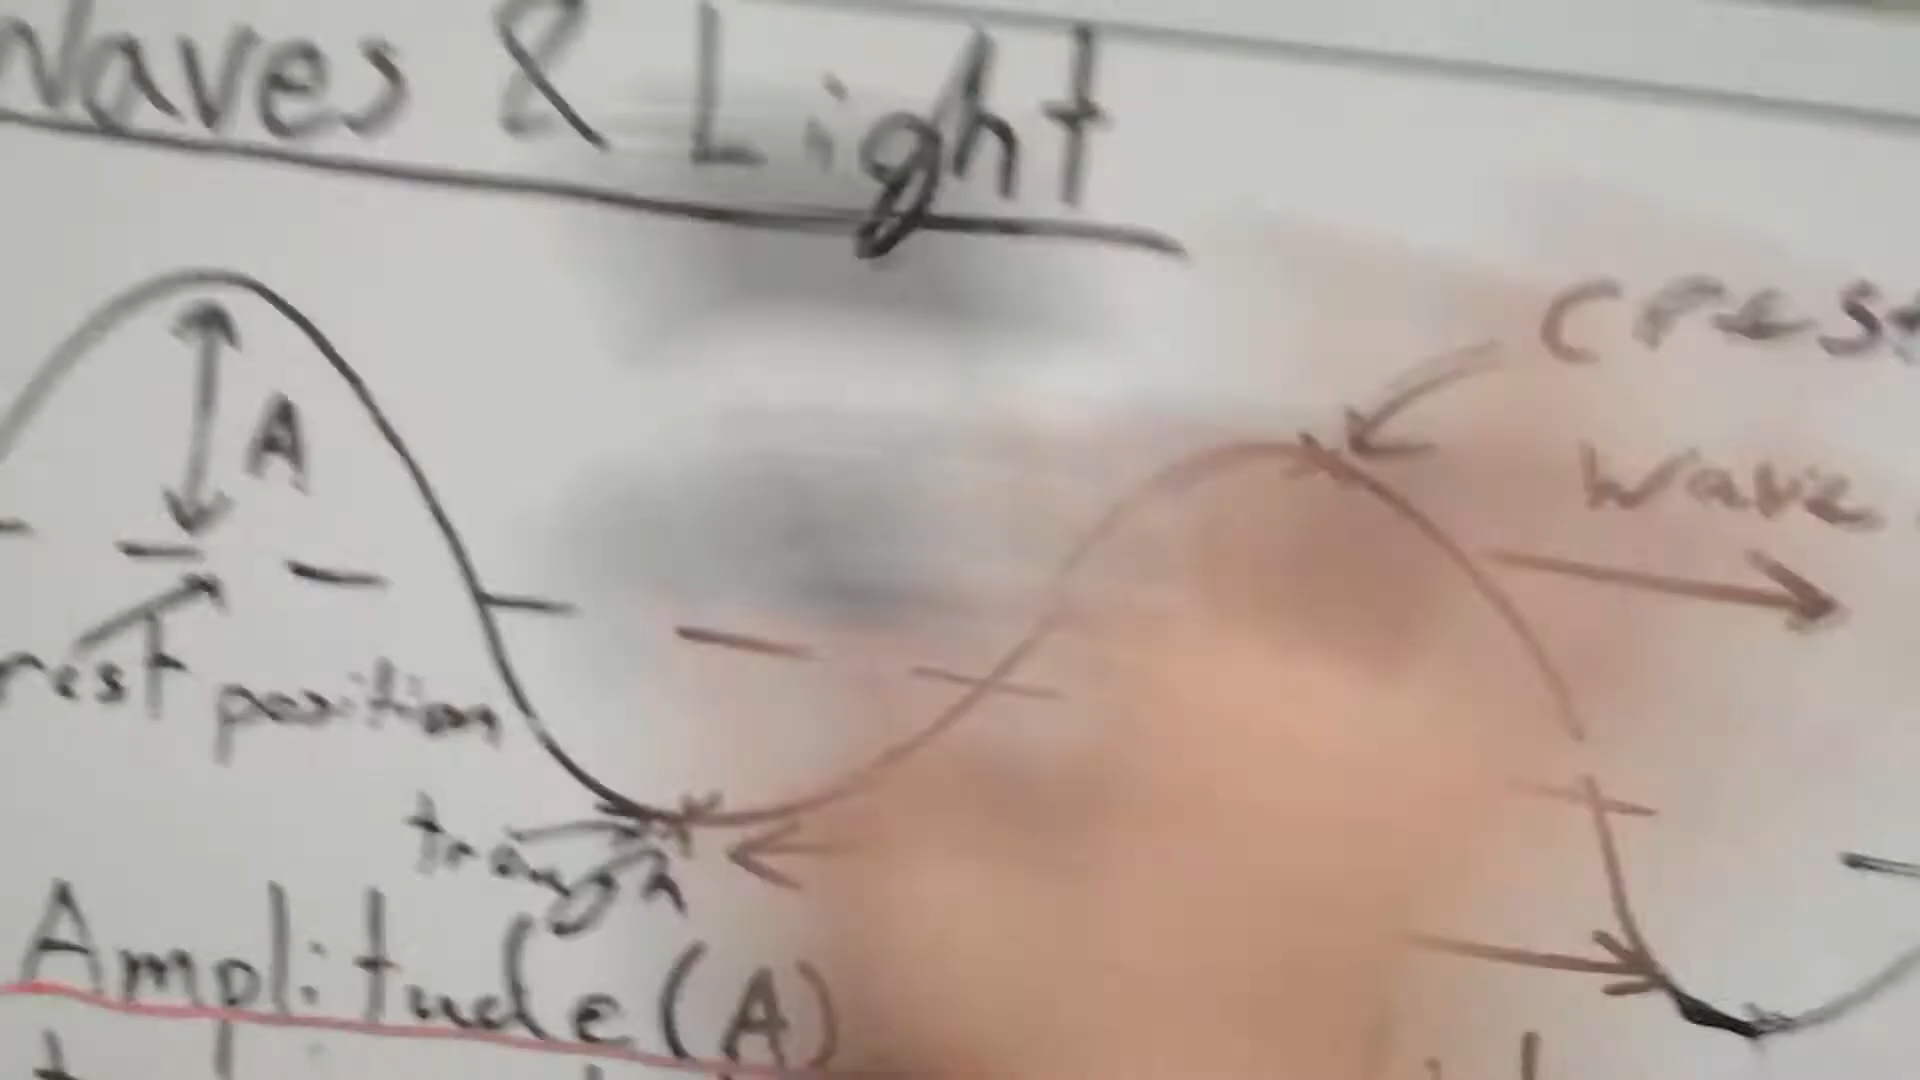 Waves & Light
crest
A
wave
rest position
trough
Amplitude (A)